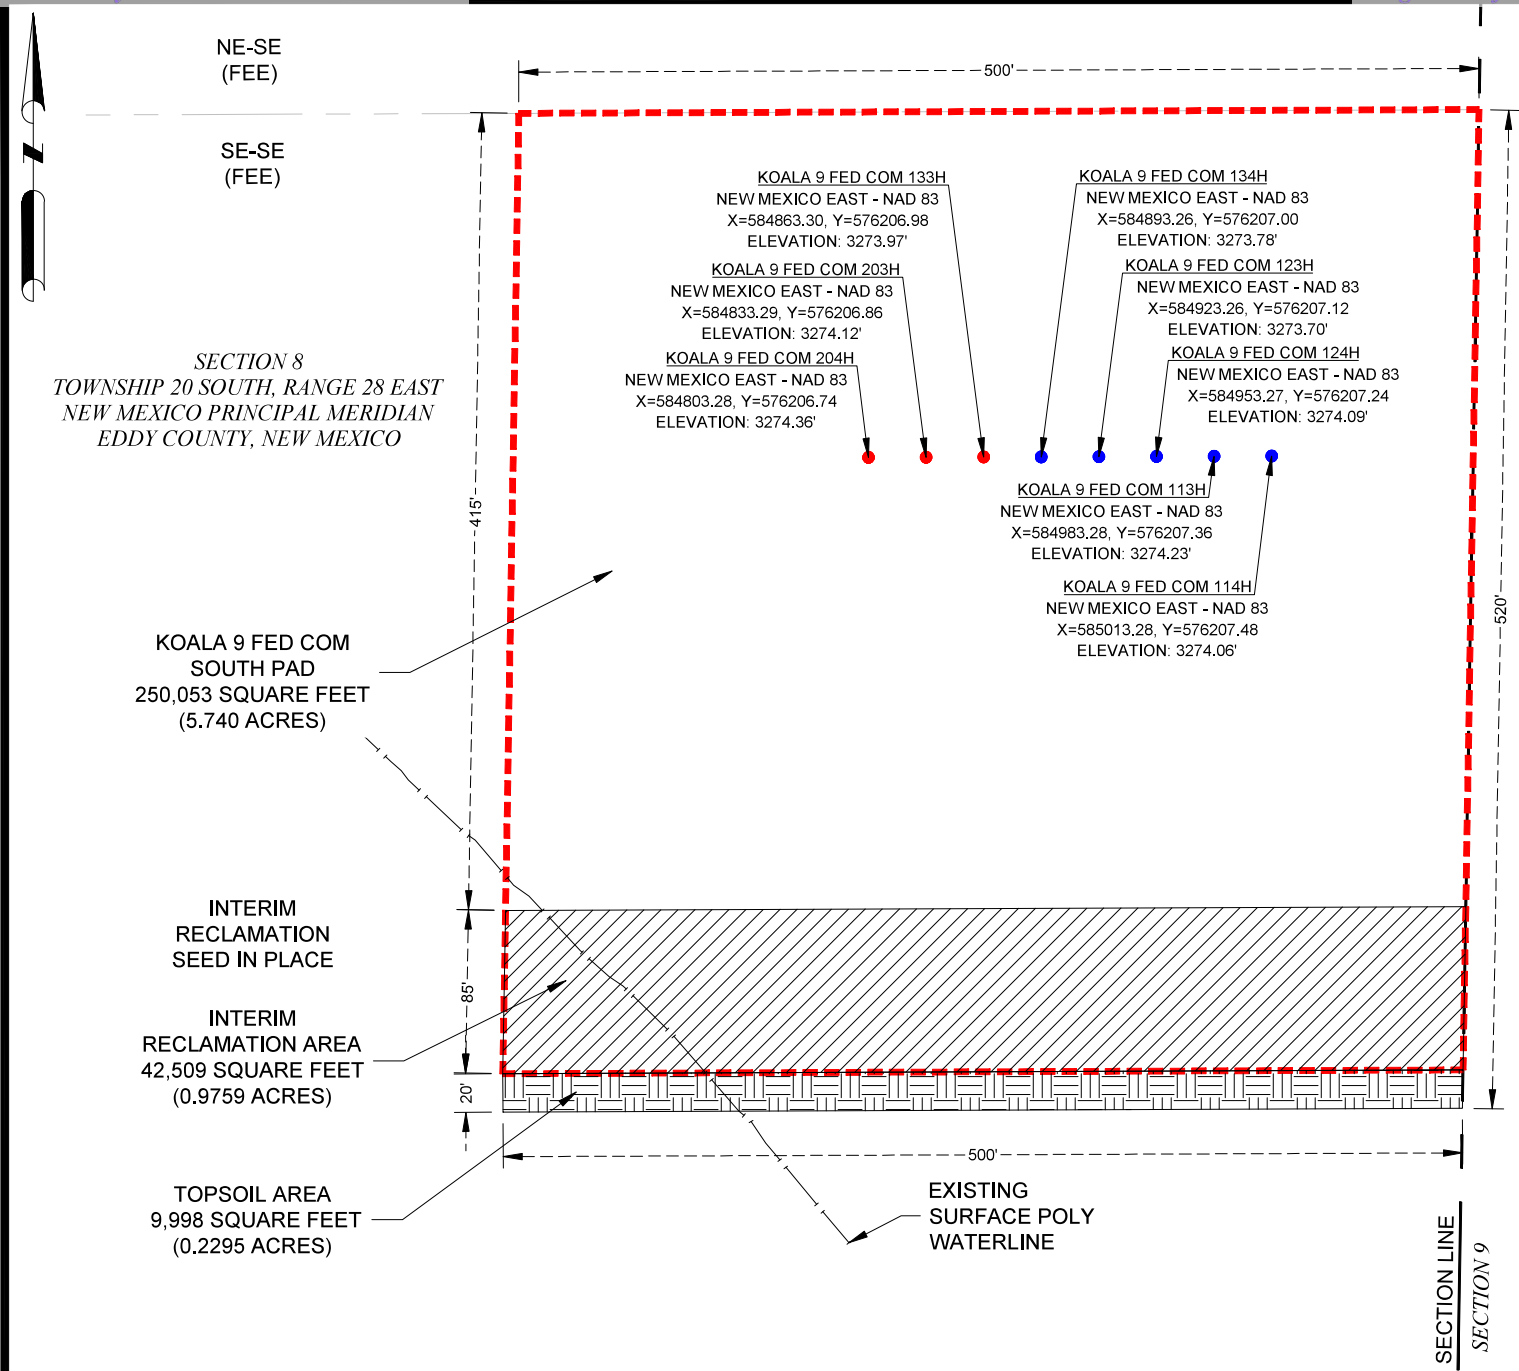 NE-SE
(FEE)
500'
SE-SE
(FEE)
KOALA 9 FED COM 133H
NEW MEXICO EAST - NAD 83
X=584863.30, Y=576206.98
ELEVATION: 3273.97'
KOALA 9 FED COM 134H
NEW MEXICO EAST - NAD 83
X=584893.26, Y=576207.00
ELEVATION: 3273.78'
KOALA 9 FED COM 203H
NEW MEXICO EAST - NAD 83
X=584833.29, Y=576206.86
ELEVATION: 3274.12'
KOALA 9 FED COM 123H
NEW MEXICO EAST - NAD 83
X=584923.26, Y=576207.12
ELEVATION: 3273.70'
KOALA 9 FED COM 204H
NEW MEXICO EAST - NAD 83
X=584803.28, Y=576206.74
ELEVATION: 3274.36'
KOALA 9 FED COM 124H
NEW MEXICO EAST - NAD 83
X=584953.27, Y=576207.24
ELEVATION: 3274.09'
SECTION 8
TOWNSHIP 20 SOUTH, RANGE 28 EAST
NEW MEXICO PRINCIPAL MERIDIAN
EDDY COUNTY, NEW MEXICO
KOALA 9 FED COM 113H
NEW MEXICO EAST - NAD 83
X=584983.28, Y=576207.36
ELEVATION: 3274.23'
415'
KOALA 9 FED COM 114H
NEW MEXICO EAST - NAD 83
X=585013.28, Y=576207.48
ELEVATION: 3274.06'
520'
KOALA 9 FED COM
SOUTH PAD
250,053 SQUARE FEET
(5.740 ACRES)
INTERIM
RECLAMATION
SEED IN PLACE
85'
INTERIM
RECLAMATION AREA
42,509 SQUARE FEET
(0.9759 ACRES)
20'
500'
TOPSOIL AREA
9,998 SQUARE FEET
(0.2295 ACRES)
EXISTING
SURFACE POLY
WATERLINE
SECTION LINE
SECTION 9